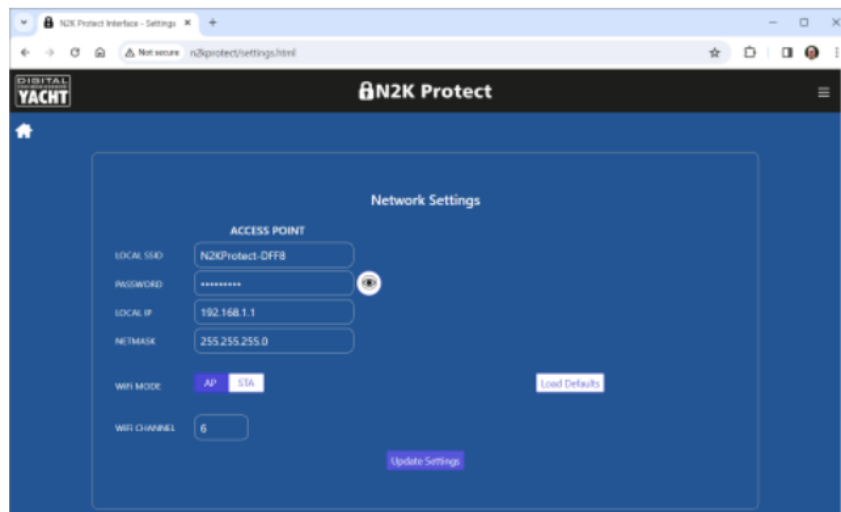 N2K Protect Interface - Settings
Not secure n2kprotect/settings.html
DIGITAL
YACHT
N2K Protect
Network Settings
ACCESS POINT
LOCAL SSID N2KProtect-DFF8
PASSWORD •••••••••
LOCAL IP 192.168.1.1
NETMASK 255.255.255.0
WIFI MODE AP STA Load Defaults
WIFI CHANNEL 6
Update Settings